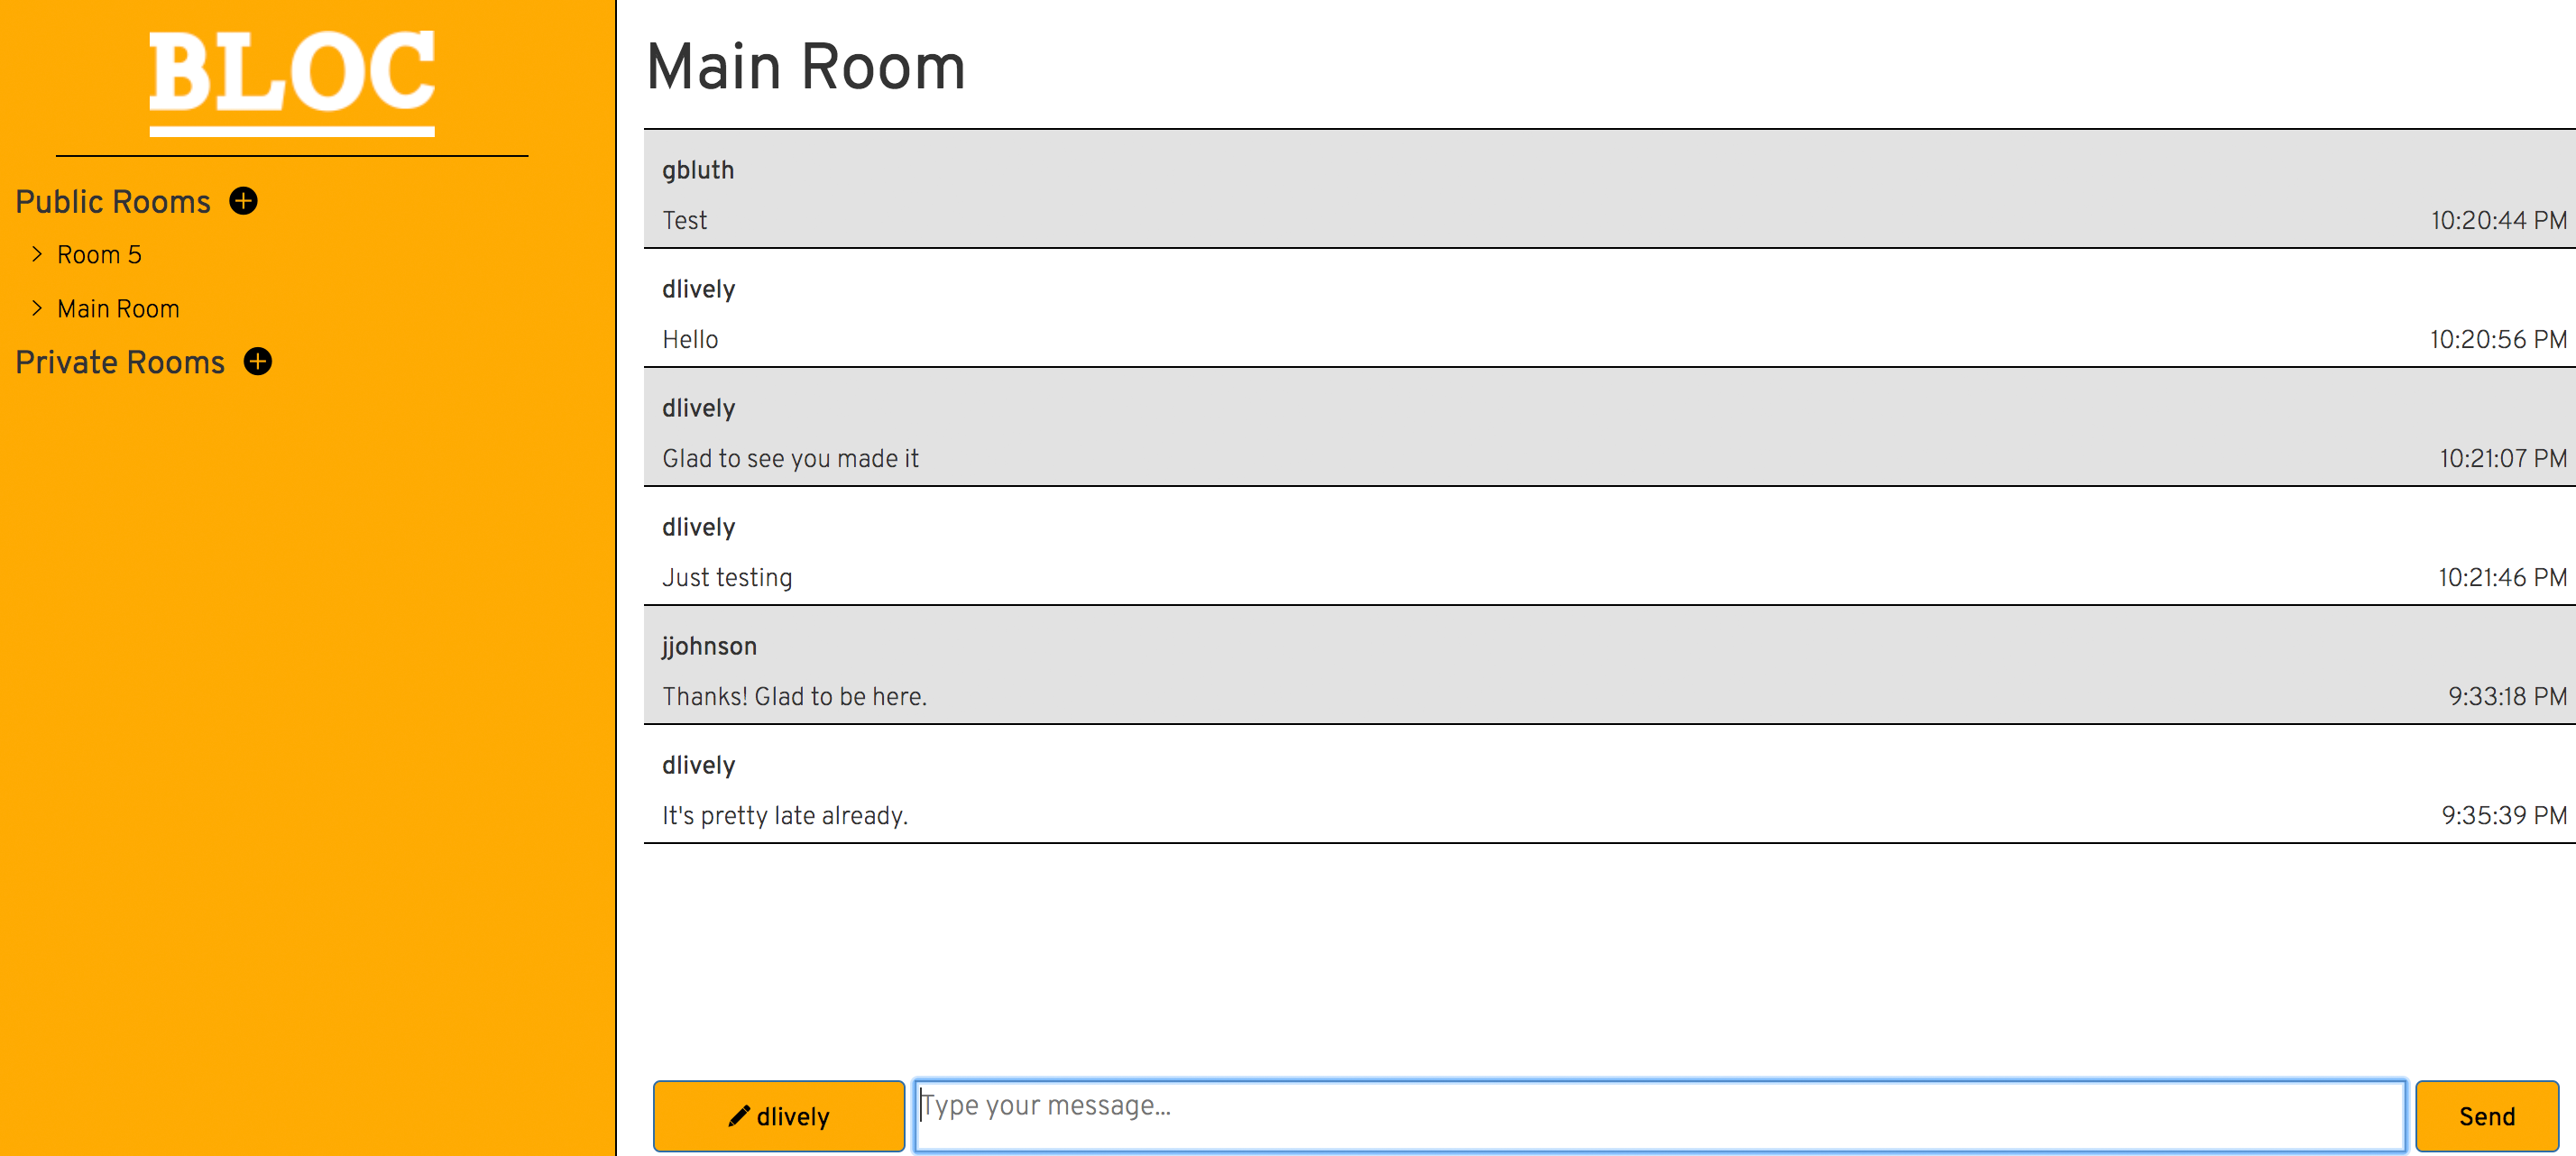 BLOC
Public Rooms
Room 5
Main Room
Private Rooms
Main Room
gbluth
Test 10:20:44 PM
dlively
Hello 10:20:56 PM
dlively
Glad to see you made it 10:21:07 PM
dlively
Just testing 10:21:46 PM
jjohnson
Thanks! Glad to be here. 9:33:18 PM
dlively
It's pretty late already. 9:35:39 PM
dlively Type your message... Send